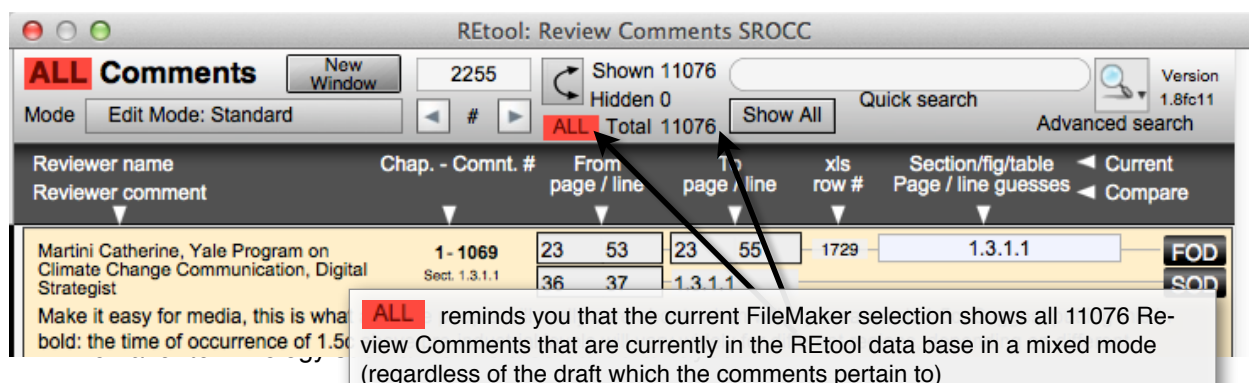 REtool: Review Comments SROCC
ALL Comments
New Window
2255
Shown 11076
Hidden 0
ALL Total 11076
Show All
Quick search
Advanced search
Version
1.8fc11
Mode
Edit Mode: Standard
#
Reviewer name
Reviewer comment
Chap. - Comnt. #
From
page / line
To
page / line
xls
row #
Section/fig/table
Page / line guesses
Current
Compare
Martini Catherine, Yale Program on
Climate Change Communication, Digital
Strategist
1 - 1069
Sect. 1.3.1.1
23 53
23 55
1729
1.3.1.1
FOD
36 37
1.3.1.1
SOD
Make it easy for media, this is what
bold: the time of occurrence of 1.5
ALL reminds you that the current FileMaker selection shows all 11076 Re-
view Comments that are currently in the REtool data base in a mixed mode
(regardless of the draft which the comments pertain to)